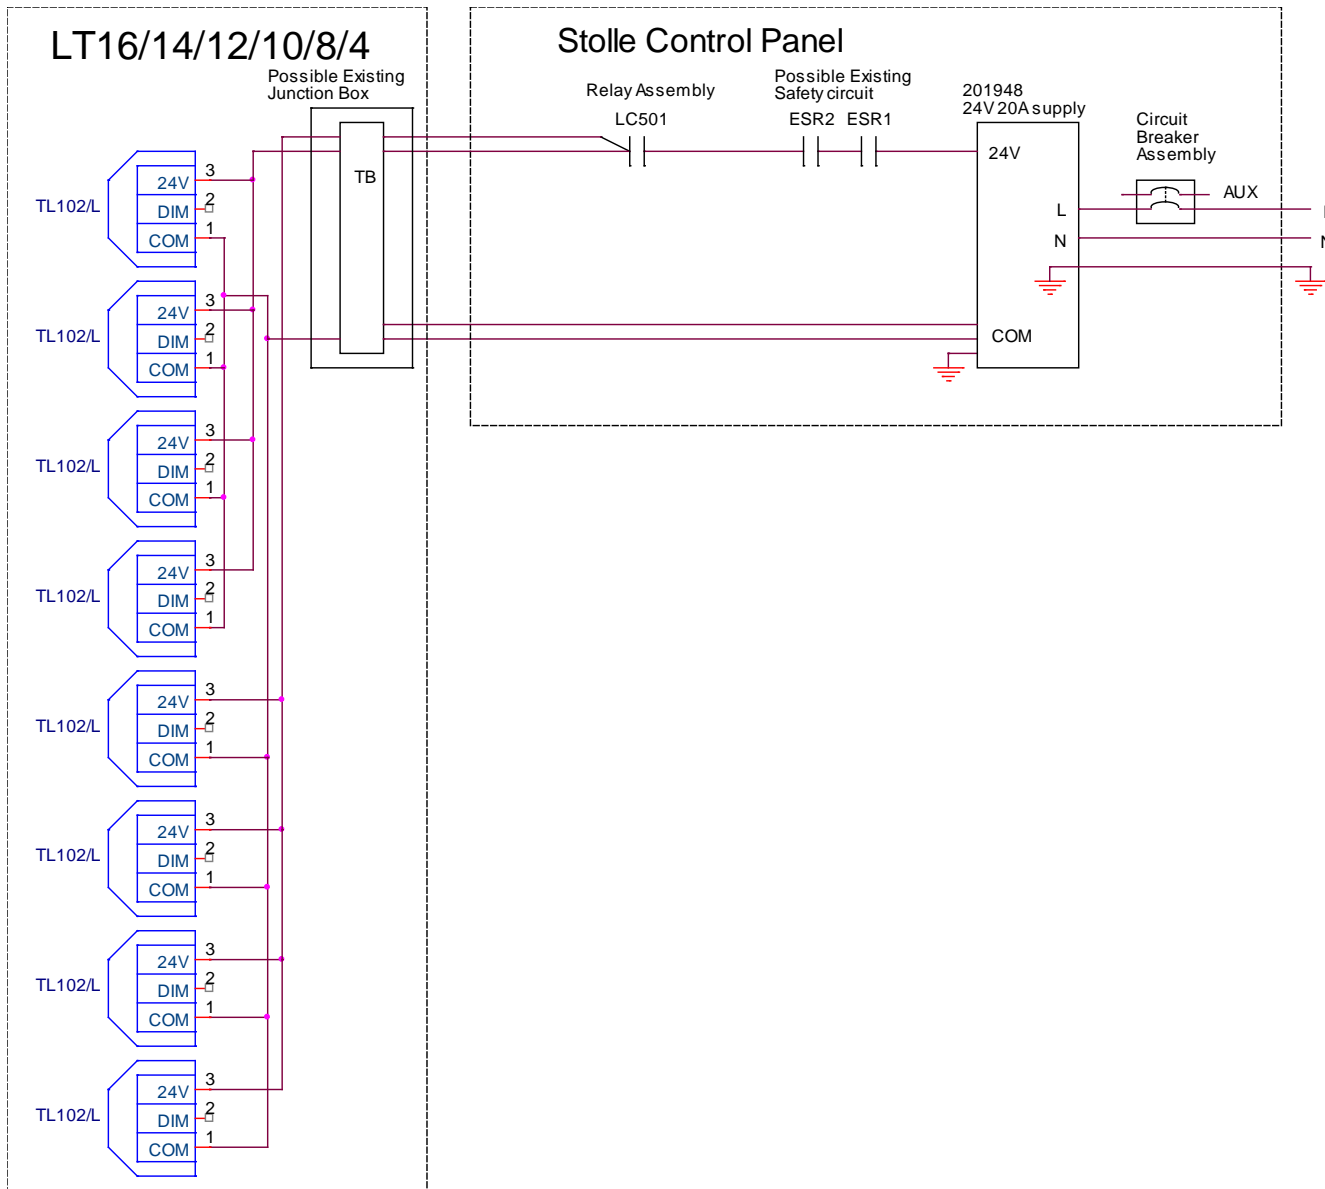 LT16/14/12/10/8/4
Stolle Control Panel
Possible Existing
Junction Box
Relay Assembly
LC501
Possible Existing
Safety circuit
ESR2 ESR1
201948
24V 20A supply
Circuit
Breaker
Assembly
TB
24V
L
N
COM
AUX
N
TL102/L
24V 3
DIM 2
COM 1
TL102/L
24V 3
DIM 2
COM 1
TL102/L
24V 3
DIM 2
COM 1
TL102/L
24V 3
DIM 2
COM 1
TL102/L
24V 3
DIM 2
COM 1
TL102/L
24V 3
DIM 2
COM 1
TL102/L
24V 3
DIM 2
COM 1
TL102/L
24V 3
DIM 2
COM 1